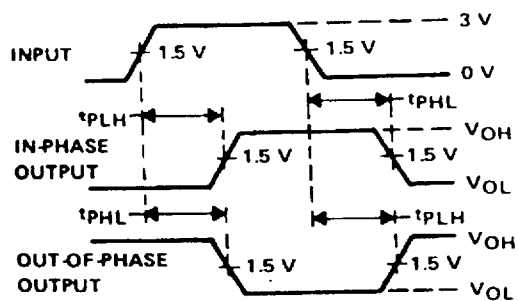 3 V
INPUT
1.5 V
1.5 V
0 V
tPLH
tPHL
IN-PHASE
OUTPUT
1.5 V
1.5 V
VOH
VOL
tPHL
tPLH
OUT-OF-PHASE
OUTPUT
1.5 V
1.5 V
VOH
VOL